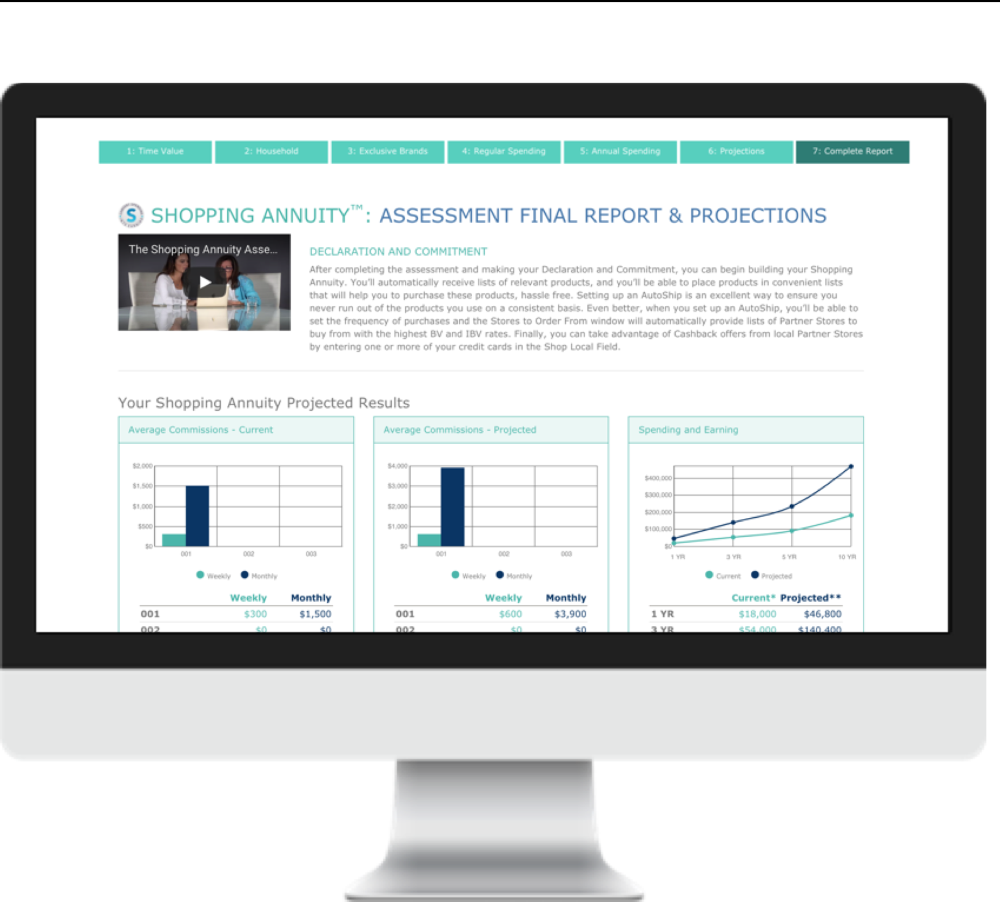 1: Time Value
2: Household
3: Exclusive Brands
4: Regular Spending
5: Annual Spending
6: Projections
7: Complete Report
S
SHOPPING ANNUITY™: ASSESSMENT FINAL REPORT & PROJECTIONS
The Shopping Annuity Asse...
DECLARATION AND COMMITMENT
After completing the assessment and making your Declaration and Commitment, you can begin building your Shopping
Annuity. You'll automatically receive lists of relevant products, and you'll be able to place products in convenient lists
that will help you to purchase these products, hassle free. Setting up an AutoShip is an excellent way to ensure you
never run out of the products you use on a consistent basis. Even better, when you set up an AutoShip, you'll be able to
set the frequency of purchases and the Stores to Order From window will automatically provide lists of Partner Stores to
buy from with the highest BV and IBV rates. Finally, you can take advantage of Cashback offers from local Partner Stores
by entering one or more of your credit cards in the Shop Local Field.
Your Shopping Annuity Projected Results
Average Commissions - Current
$2,000
$1,500
$1,000
$500
$0
001 002 003
Weekly Monthly
Weekly Monthly
001 $300 $1,500
002 $0 $0
Average Commissions - Projected
$4,000
$3,000
$2,000
$1,000
$0
001 002 003
Weekly Monthly
Weekly Monthly
001 $600 $3,900
002 $0 $0
Spending and Earning
$400,000
$300,000
$200,000
$100,000
$0
1 YR 3 YR 5 YR 10 YR
Current Projected
Current* Projected**
1 YR $18,000 $46,800
3 YR $54,000 $140,400